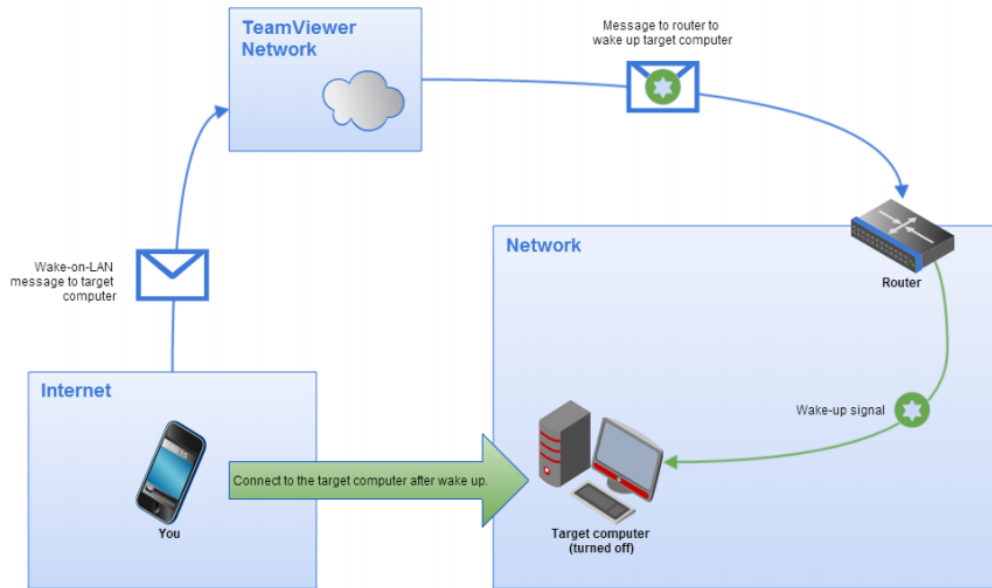 TeamViewer
Network
Message to router to
wake up target computer
Wake-on-LAN
message to target
computer
Network
Router
Internet
Wake-up signal
Connect to the target computer after wake up.
You
Target computer
(turned off)